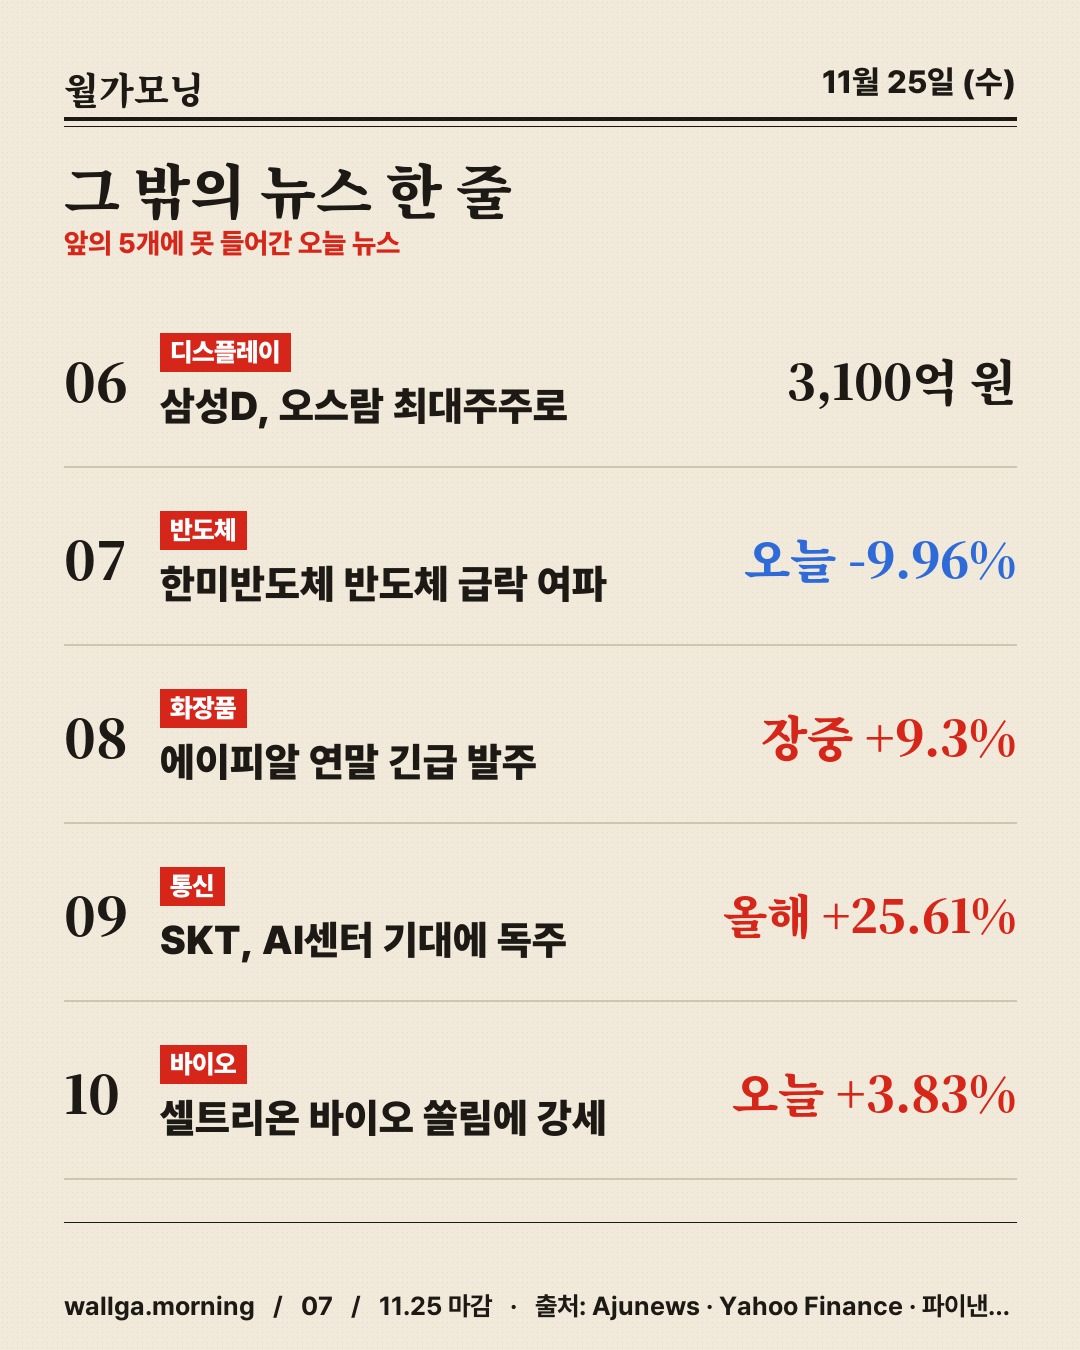 월가모닝
11월 25일 (수)
그 밖의 뉴스 한 줄
앞의 5개에 못 들어간 오늘 뉴스
06
디스플레이
삼성D, 오스람 최대주주로
3,100억 원
07
반도체
한미반도체 반도체 급락 여파
오늘 -9.96%
08
화장품
에이피알 연말 긴급 발주
장중 +9.3%
09
통신
SKT, AI센터 기대에 독주
올해 +25.61%
10
바이오
셀트리온 바이오 쏠림에 강세
오늘 +3.83%
wallga.morning / 07 / 11.25 마감 · 출처: Ajunews · Yahoo Finance · 파이낸...